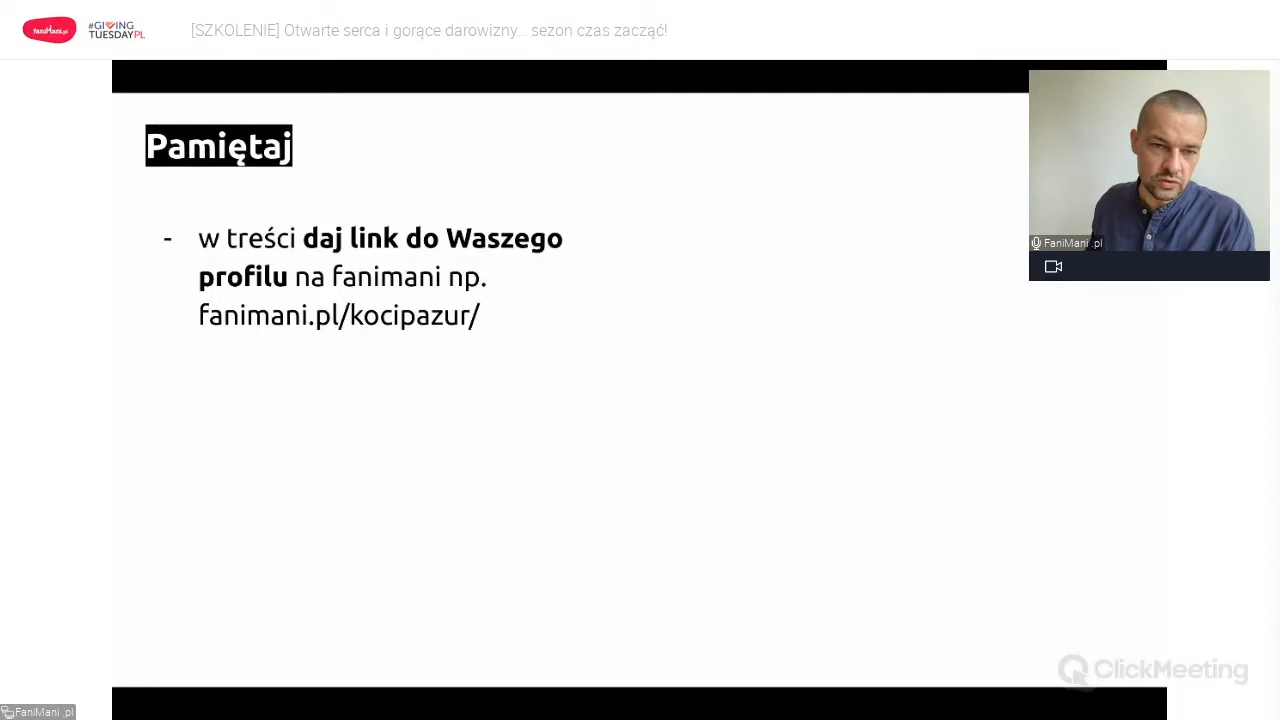 faniMani.pl
#GIVING
TUESDAYPL
[SZKOLENIE] Otwarte serca i gorące darowizny... sezon czas zacząć!
Pamiętaj
- w treści daj link do Waszego
profilu na fanimani np.
fanimani.pl/kocipazur/
FaniMani .pl
ClickMeeting
FaniMani .pl